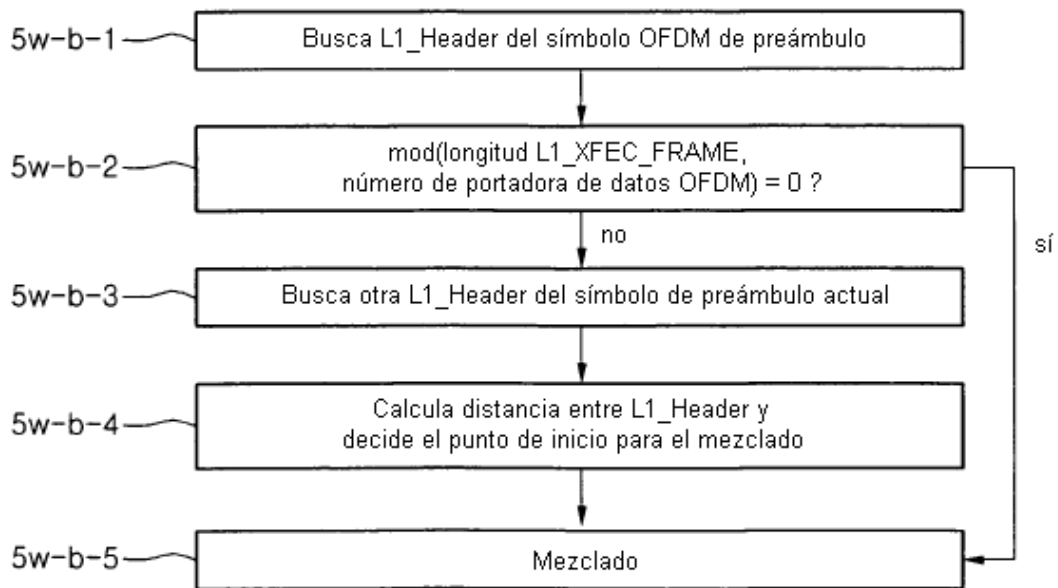 5w-b-1
Busca L1_Header del símbolo OFDM de preámbulo
5w-b-2
mod(longitud L1_XFEC_FRAME,
número de portadora de datos OFDM) = 0 ?
no
sí
5w-b-3
Busca otra L1_Header del símbolo de preámbulo actual
5w-b-4
Calcula distancia entre L1_Header y
decide el punto de inicio para el mezclado
5w-b-5
Mezclado